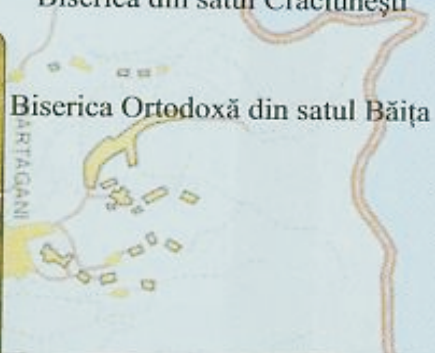 Biserica din satul Crăciunești
Biserica Ortodoxă din satul Băița
ARTAGANI